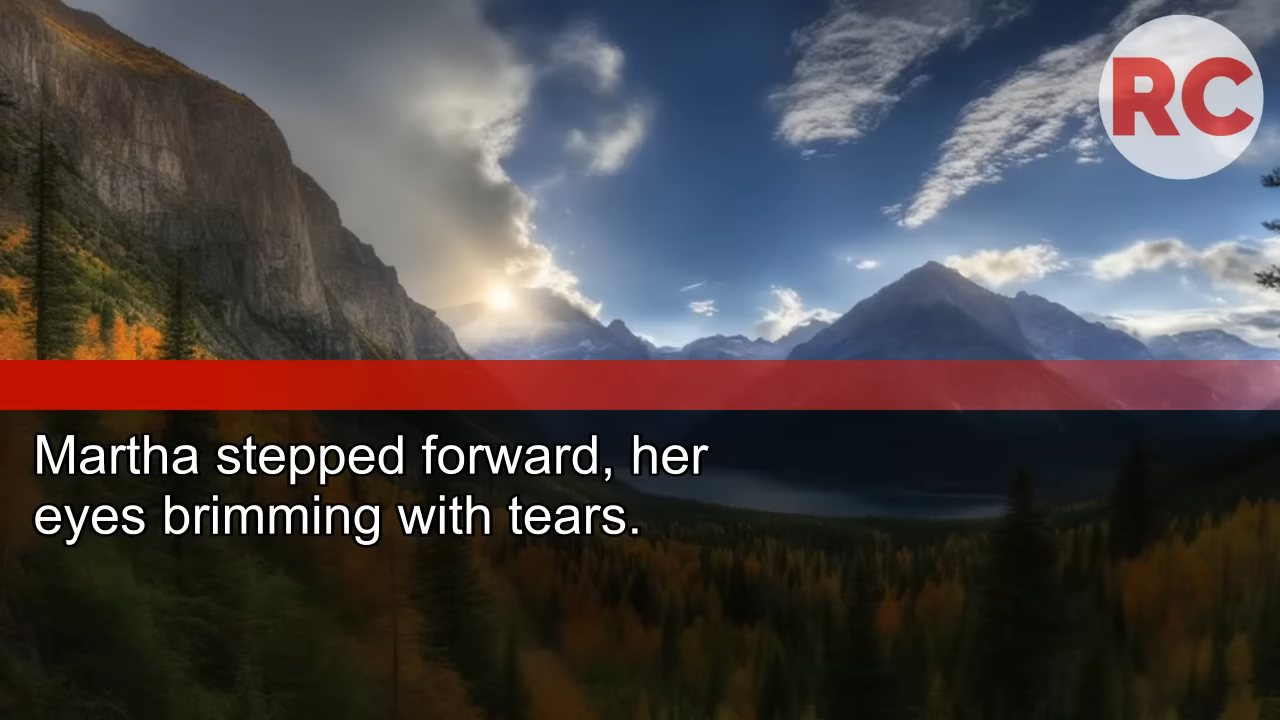 RC
Martha stepped forward, her
eyes brimming with tears.